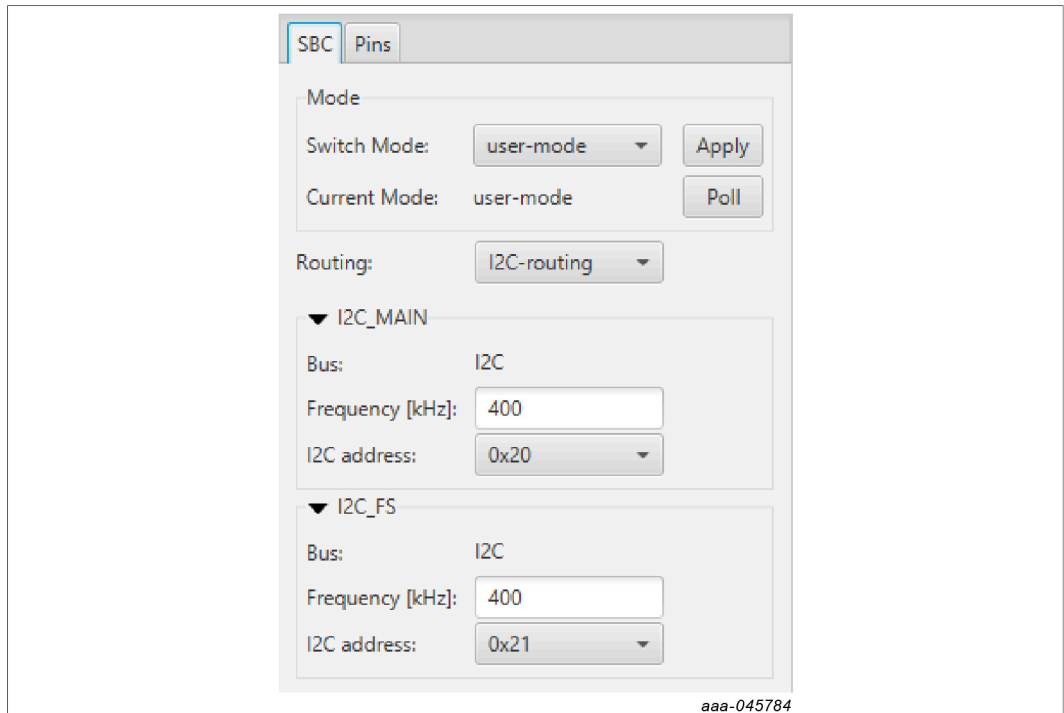 SBC Pins
Mode
Switch Mode: user-mode Apply
Current Mode: user-mode Poll
Routing: I2C-routing
I2C_MAIN
Bus: I2C
Frequency [kHz]: 400
I2C address: 0x20
I2C_FS
Bus: I2C
Frequency [kHz]: 400
I2C address: 0x21
aaa-045784